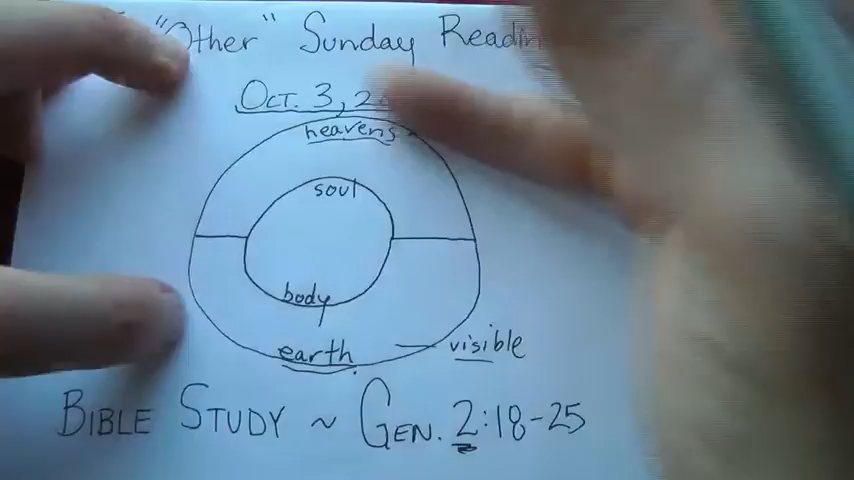 "Other" Sunday
Oct. 3,
heavens
soul
body
earth
visible
Bible Study ~ Gen. 2:18-25